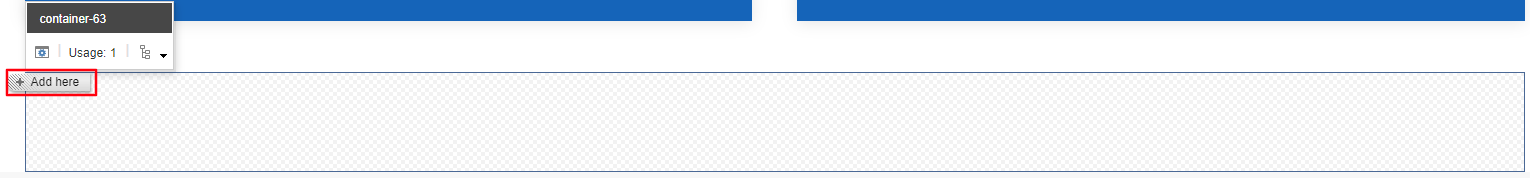 container-63
Usage: 1
+ Add here